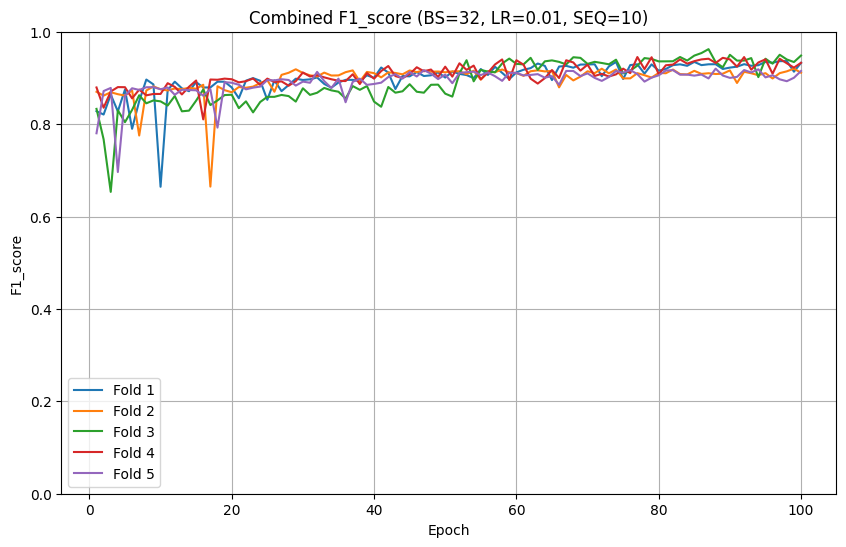 Combined F1_score (BS=32, LR=0.01, SEQ=10)
1.0
0.8
0.6
0.4
0.2
0.0
F1_score
Fold 1
Fold 2
Fold 3
Fold 4
Fold 5
0 20 40 60 80 100
Epoch